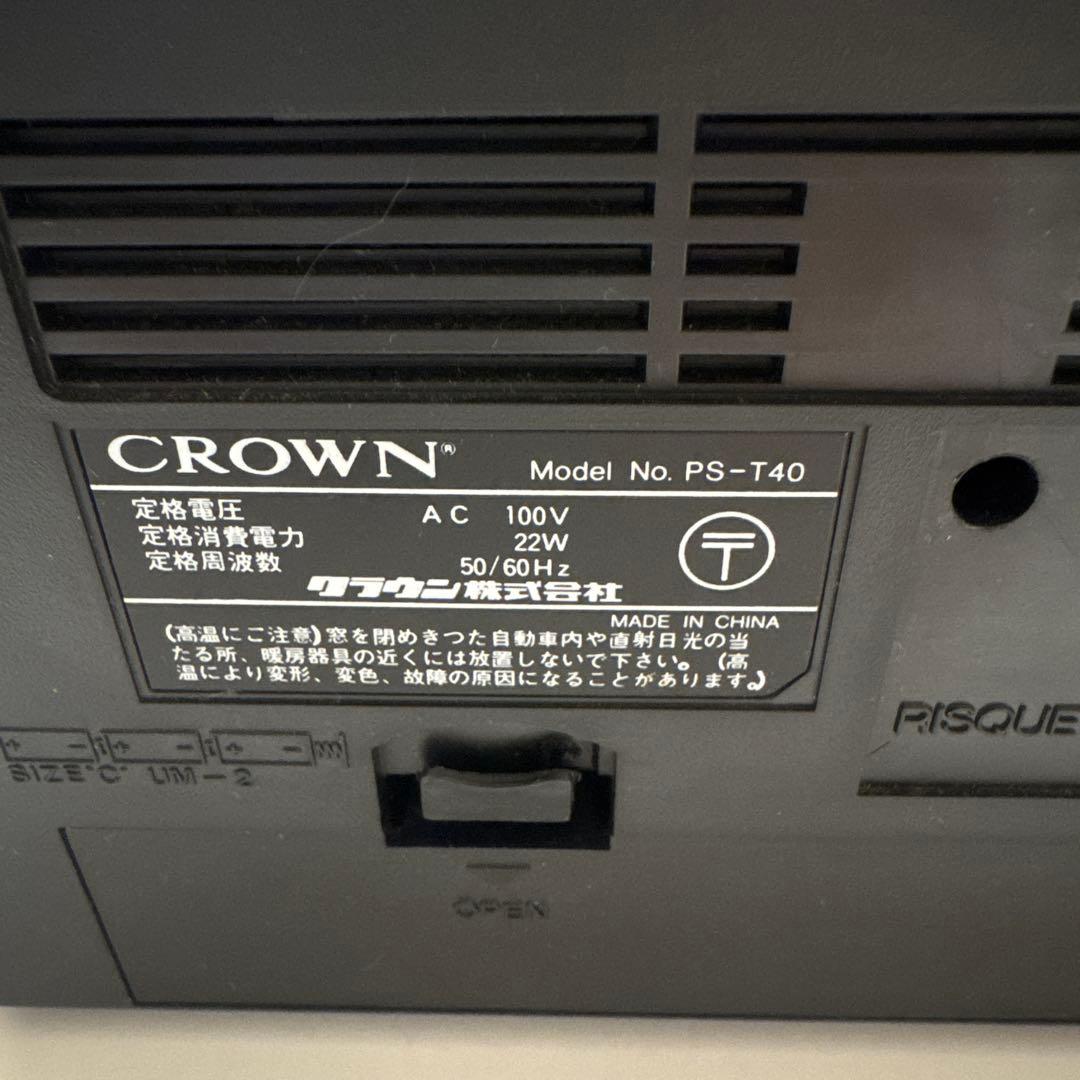 CROWN®
Model No. PS-T40
定格電圧 AC 100V
定格消費電力 22W
定格周波数 50/60Hz
〒
クラウン株式会社
MADE IN CHINA
(高温にご注意)窓を閉めきつた自動車内や直射日光の当
たる所、暖房器具の近くには放置しないで下さい。(高
温により変形、変色、故障の原因になることがあります。)
RISQUE
SIZE"C" UM-2
OPEN